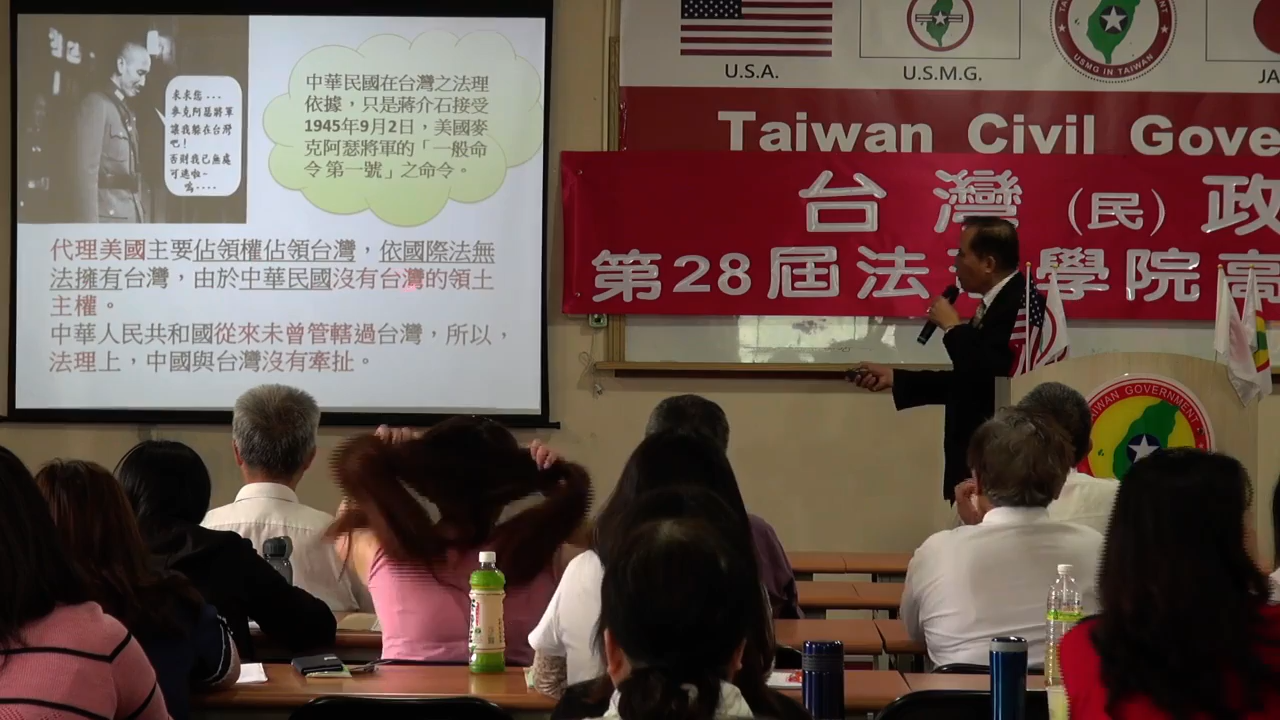 來來您...
麥克阿瑟將軍
讓我躲在台灣
吧！
否則我已無處
可逃啦~
嗚....
中華民國在台灣之法理
依據，只是蔣介石接受
1945年9月2日，美國麥
克阿瑟將軍的「一般命
令 第一號」之命令。
代理美國主要佔領權佔領台灣，依國際法無
法擁有台灣，由於中華民國沒有台灣的領土
主權。
中華人民共和國從來未曾管轄過台灣，所以，
法理上，中國與台灣沒有牽扯。
U.S.A.
U.S.M.G.
USMG IN TAIWAN
JA
Taiwan Civil Gove
台灣（民）政
第28屆法 學院高
TAIWAN GOVERNMENT